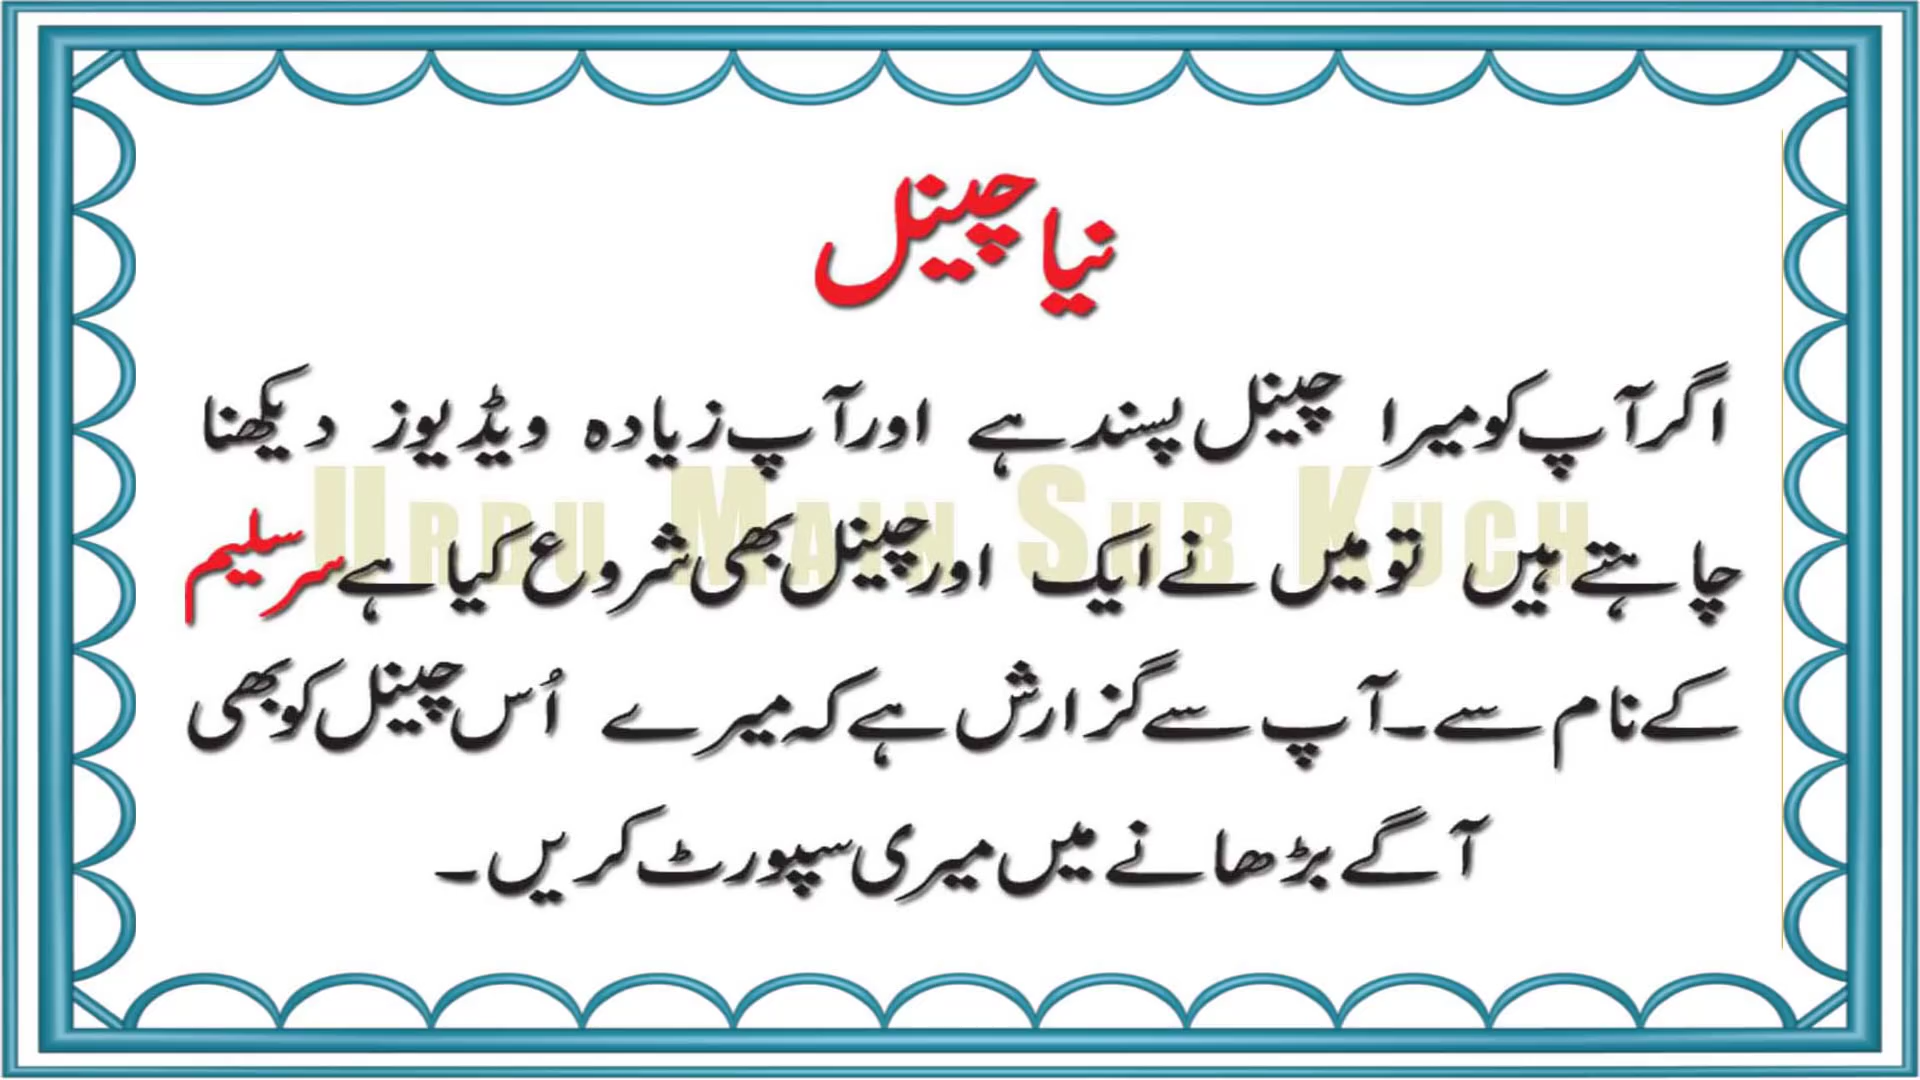 نیا چینل
اگر آپ کو میرا چینل پسند ہے اور آپ زیادہ ویڈیوز دیکھنا
چاہتے ہیں تو میں نے ایک اور چینل بھی شروع کیا ہے سر سلیم
کے نام سے۔ آپ سے گزارش ہے کہ میرے اُس چینل کو بھی
آگے بڑھانے میں میری سپورٹ کریں۔
URDU MAIN SUB KUCH